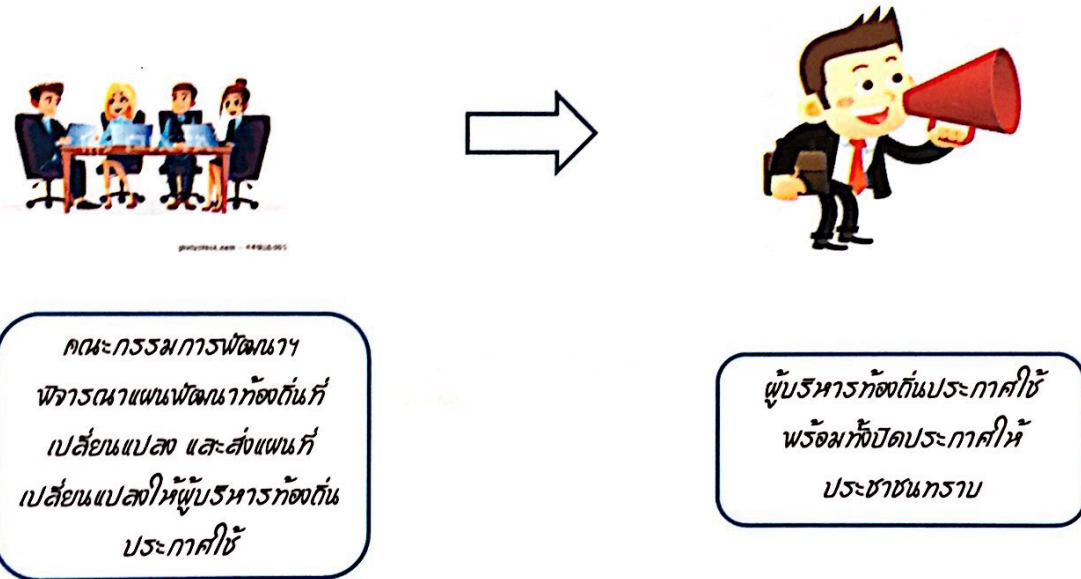 คณะกรรมการพัฒนาฯ
พิจารณาแผนพัฒนาท้องถิ่นที่
เปลี่ยนแปลง และส่งแผนที่
เปลี่ยนแปลงให้ผู้บริหารท้องถิ่น
ประกาศใช้
ผู้บริหารท้องถิ่นประกาศใช้
พร้อมทั้งปิดประกาศให้
ประชาชนทราบ